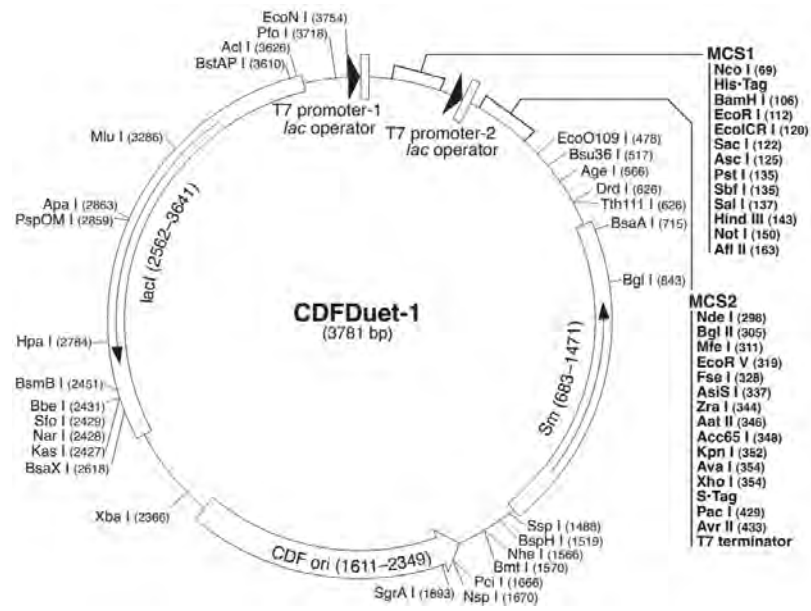 EcoN I (3754)
Pfo I (3718)
Acl I (3626)
BstAP I (3610)
Mlu I (3286)
Apa I (2863)
PspOM I (2859)
Hpa I (2784)
BsmB I (2451)
Bbe I (2431)
Sfo I (2429)
Nar I (2428)
Kas I (2427)
BsaX I (2618)
Xba I (2366)
lacI (2562–3641)
T7 promoter-1
lac operator
T7 promoter-2
lac operator
CDFDuet-1
(3781 bp)
EcoO109 I (478)
Bsu36 I (517)
Age I (566)
Drd I (626)
Tth111 I (626)
BsaA I (715)
Bgl I (843)
Sm (683–1471)
Ssp I (1488)
BspH I (1519)
Nhe I (1566)
Bmt I (1570)
Pci I (1666)
Nsp I (1670)
SgrA I (1893)
CDF ori (1611–2349)
MCS1
Nco I (69)
His•Tag
BamH I (106)
EcoR I (112)
EcoICR I (120)
Sac I (122)
Asc I (125)
Pst I (135)
Sbf I (135)
Sal I (137)
Hind III (143)
Not I (150)
Afl II (163)
MCS2
Nde I (298)
Bgl II (305)
Mfe I (311)
EcoR V (319)
Fse I (328)
AsiS I (337)
Zra I (344)
Aat II (346)
Acc65 I (348)
Kpn I (352)
Ava I (354)
Xho I (354)
S•Tag
Pac I (429)
Avr II (433)
T7 terminator